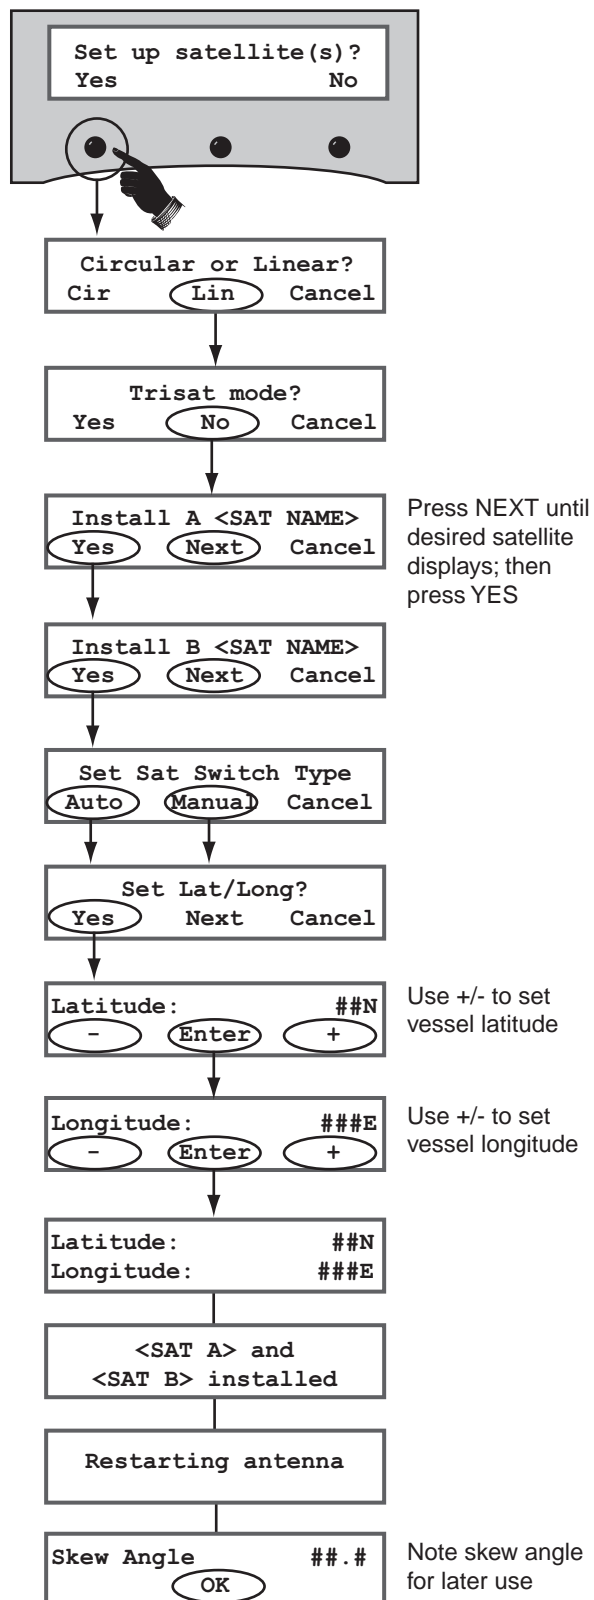 Set up satellite(s)?
Yes No
Circular or Linear?
Cir Lin Cancel
Trisat mode?
Yes No Cancel
Install A <SAT NAME>
Yes Next Cancel
Press NEXT until
desired satellite
displays; then
press YES
Install B <SAT NAME>
Yes Next Cancel
Set Sat Switch Type
Auto Manual Cancel
Set Lat/Long?
Yes Next Cancel
Latitude: ##N
- Enter +
Use +/- to set
vessel latitude
Longitude: ###E
- Enter +
Use +/- to set
vessel longitude
Latitude: ##N
Longitude: ###E
<SAT A> and
<SAT B> installed
Restarting antenna
Skew Angle ##.#
OK
Note skew angle
for later use